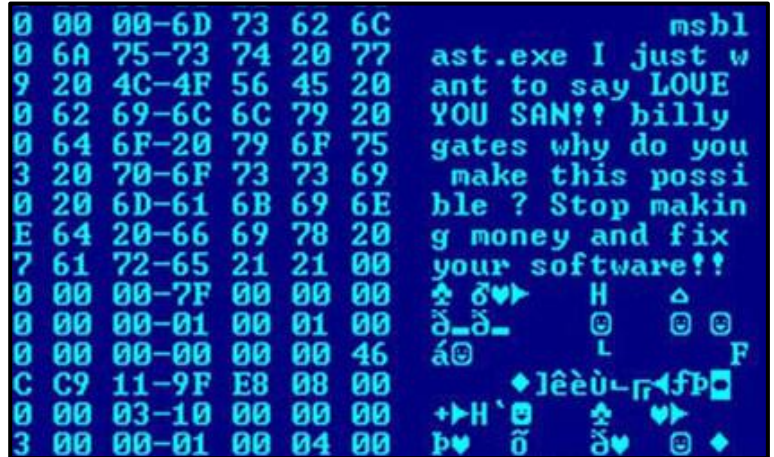 0 00 00-6D 73 62 6C msbl
0 6A 75-73 74 20 77 ast.exe I just w
9 20 4C-4F 56 45 20 ant to say LOVE
0 62 69-6C 6C 79 20 YOU SAN!! billy
0 64 6F-20 79 6F 75 gates why do you
3 20 70-6F 73 73 69 make this possi
0 20 6D-61 6B 69 6E ble ? Stop makin
E 64 20-66 69 78 20 g money and fix
7 61 72-65 21 21 00 your software!!
0 00 00-7F 00 00 00 ♣ ♂♥► H ⌂
0 00 00-01 00 01 00 ð_ð_ ☺ ☺ ☺
0 00 00-00 00 00 46 á☺ └ F
C C9 11-9F E8 08 00 ♦]êèù∟╓◄ƒÞ◘
0 00 03-10 00 00 00 +►H`☺ ♣ ♥►
3 00 00-01 00 04 00 Þ♥ õ ð♥ ☺ ♦